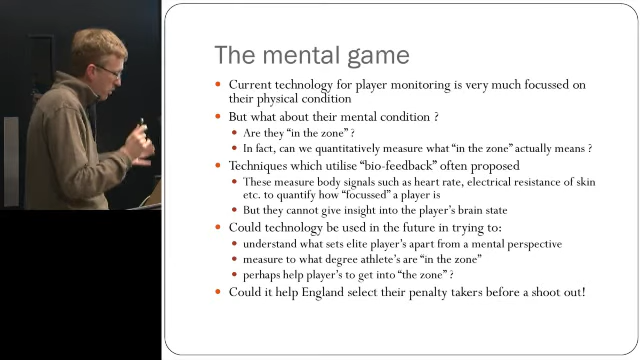 The mental game
Current technology for player monitoring is very much focussed on
their physical condition
But what about their mental condition ?
Are they “in the zone” ?
In fact, can we quantitatively measure what “in the zone” actually means ?
Techniques which utilise “bio-feedback” often proposed
These measure body signals such as heart rate, electrical resistance of skin
etc. to quantify how “focussed” a player is
But they cannot give insight into the player’s brain state
Could technology be used in the future in trying to:
understand what sets elite player’s apart from a mental perspective
measure to what degree athlete’s are “in the zone”
perhaps help player’s to get into “the zone” ?
Could it help England select their penalty takers before a shoot out!